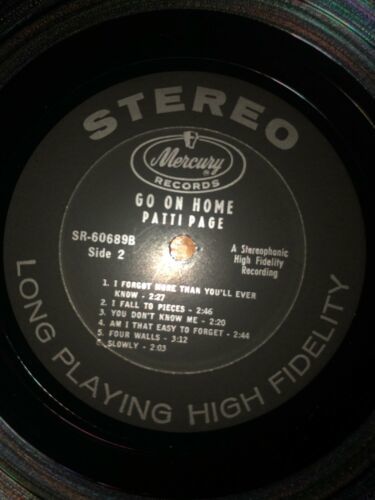 STEREO
Mercury
®
RECORDS
GO ON HOME
PATTI PAGE
SR-60689B
Side 2
A Stereophonic
High Fidelity
Recording
1. I FORGOT MORE THAN YOU'LL EVER
KNOW - 2:27
2. I FALL TO PIECES - 2:46
3. YOU DON'T KNOW ME - 2:20
4. AM I THAT EASY TO FORGET - 2:44
5. FOUR WALLS - 3:12
6. SLOWLY - 2:03
LONG PLAYING HIGH FIDELITY